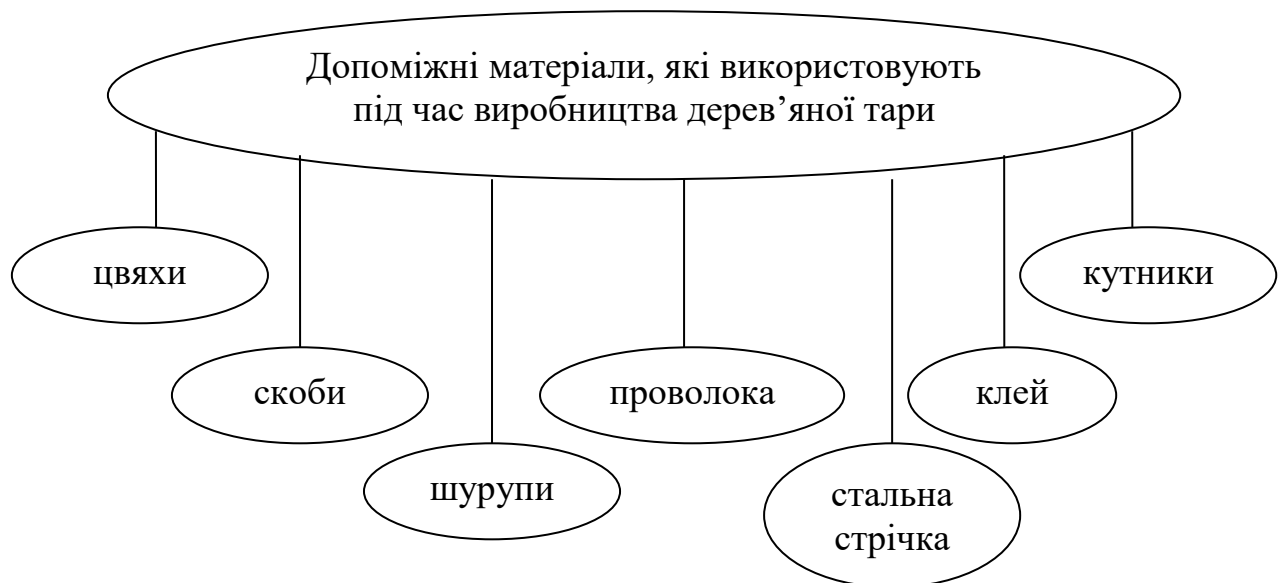 Допоміжні матеріали, які використовують
під час виробництва дерев’яної тари
цвяхи
кутники
скоби
проволока
клей
шурупи
стальна
стрічка